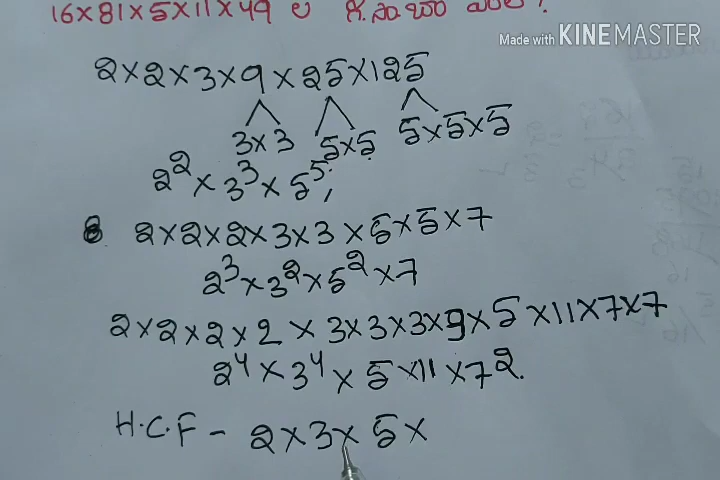 16×81×5×11×49 ల గ.సా.భా ఎంత?
Made with KINEMASTER
2×2×3×9×25×125
3×3 5×5 5×5×5
2²×3³×5⁵,
2×2×2×3×3×5×5×7
2³×3²×5²×7
2×2×2×2×3×3×3×9×5×11×7×7
2⁴×3⁴×5×11×7².
H.C.F - 2×3×5×